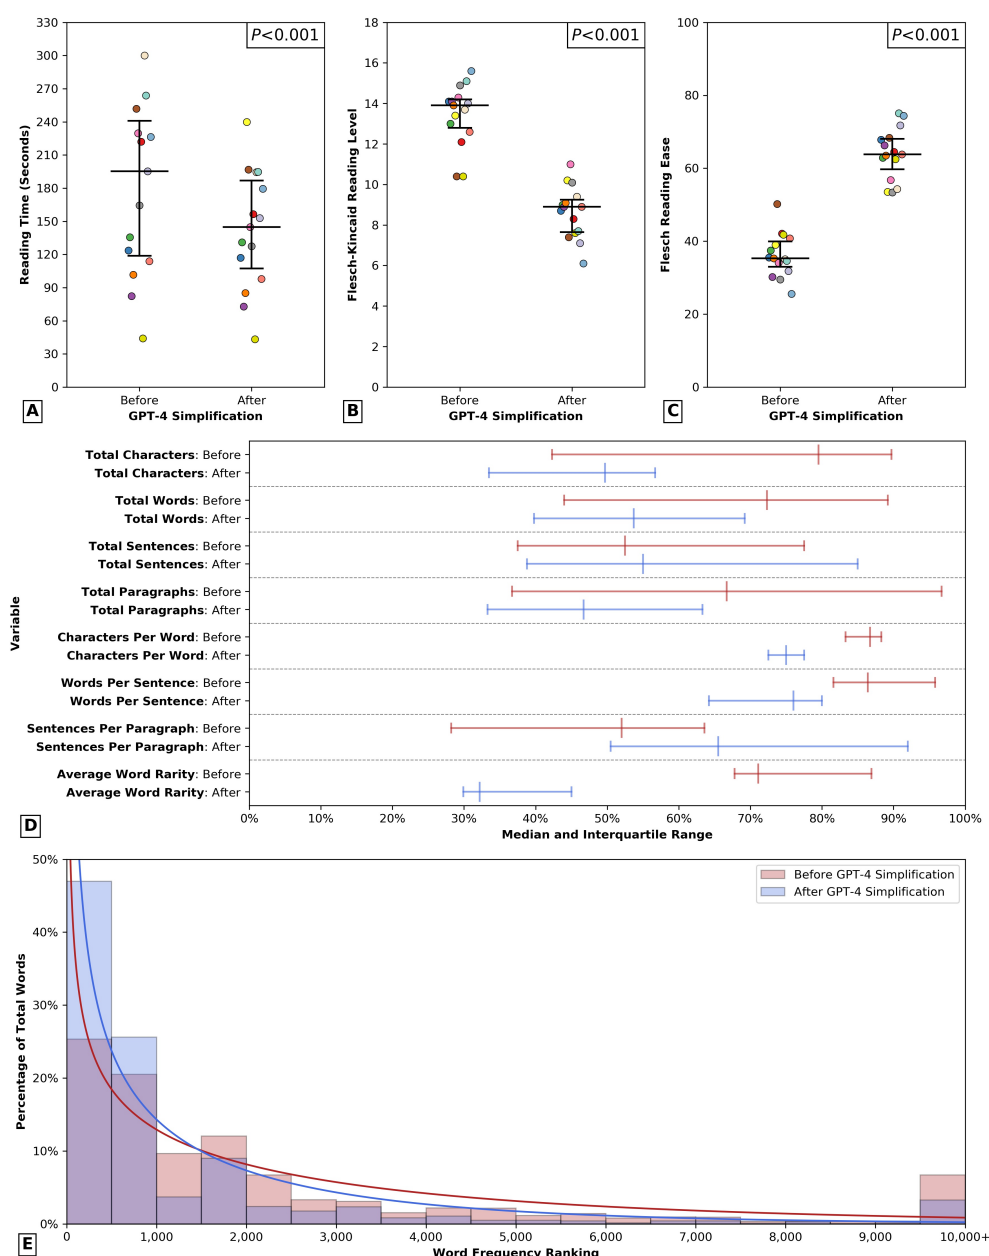 P<0.001
330
300
270
240
210
180
150
120
90
60
30
0
Reading Time (Seconds)
Before
After
GPT-4 Simplification
A
P<0.001
18
16
14
12
10
8
6
4
2
0
Flesch-Kincaid Reading Level
Before
After
GPT-4 Simplification
B
P<0.001
100
80
60
40
20
0
Flesch Reading Ease
Before
After
GPT-4 Simplification
C
Variable
Total Characters: Before
Total Characters: After
Total Words: Before
Total Words: After
Total Sentences: Before
Total Sentences: After
Total Paragraphs: Before
Total Paragraphs: After
Characters Per Word: Before
Characters Per Word: After
Words Per Sentence: Before
Words Per Sentence: After
Sentences Per Paragraph: Before
Sentences Per Paragraph: After
Average Word Rarity: Before
Average Word Rarity: After
0% 10% 20% 30% 40% 50% 60% 70% 80% 90% 100%
Median and Interquartile Range
D
Before GPT-4 Simplification
After GPT-4 Simplification
50%
40%
30%
20%
10%
0%
Percentage of Total Words
0 1,000 2,000 3,000 4,000 5,000 6,000 7,000 8,000 9,000 10,000+
Word Frequency Ranking
E